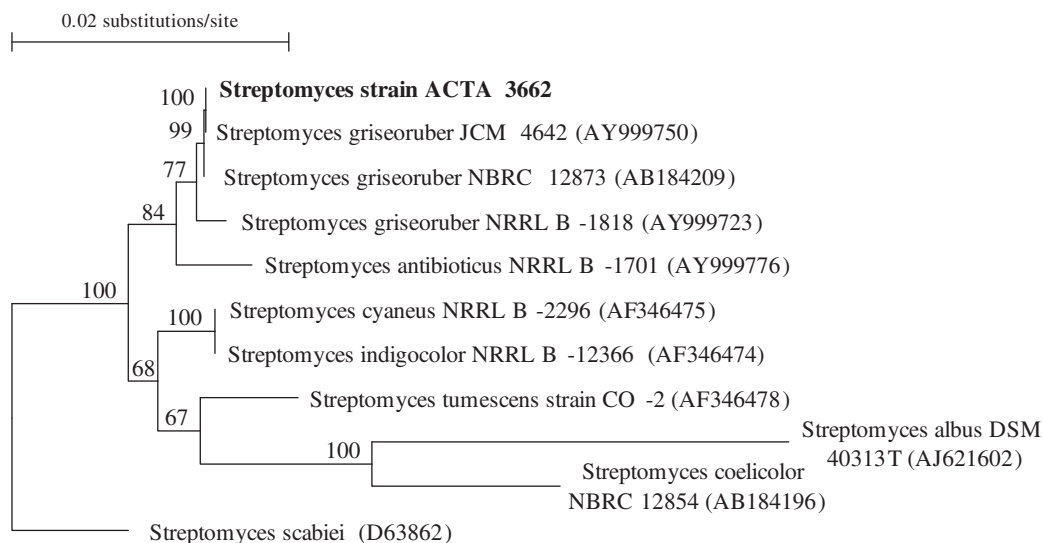 0.02 substitutions/site
100
Streptomyces strain ACTA 3662
99
Streptomyces griseoruber JCM 4642 (AY999750)
77
Streptomyces griseoruber NBRC 12873 (AB184209)
84
Streptomyces griseoruber NRRL B -1818 (AY999723)
Streptomyces antibioticus NRRL B -1701 (AY999776)
100
100
Streptomyces cyaneus NRRL B -2296 (AF346475)
Streptomyces indigocolor NRRL B -12366 (AF346474)
68
Streptomyces tumescens strain CO -2 (AF346478)
67
Streptomyces albus DSM
40313T (AJ621602)
100
Streptomyces coelicolor
NBRC 12854 (AB184196)
Streptomyces scabiei (D63862)